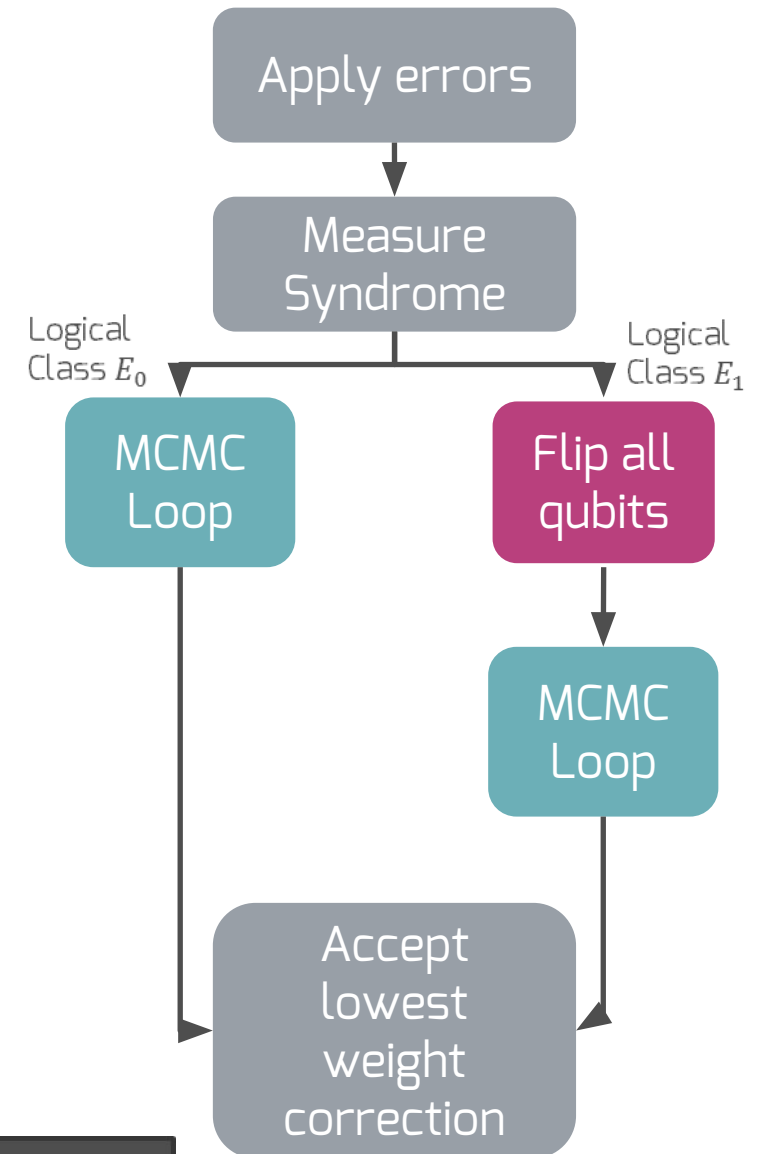 Apply errors
Measure
Syndrome
Logical
Class E₀
Logical
Class E₁
MCMC
Loop
Flip all
qubits
MCMC
Loop
Accept
lowest
weight
correction